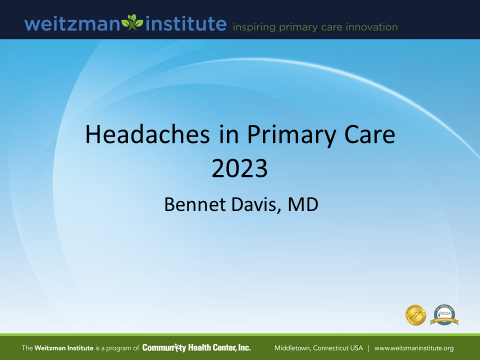 weitzman institute inspiring primary care innovation
Headaches in Primary Care
2023
Bennet Davis, MD
The Weitzman Institute is a program of Community Health Center, Inc. Middletown, Connecticut USA | www.weitzmaninstitute.org